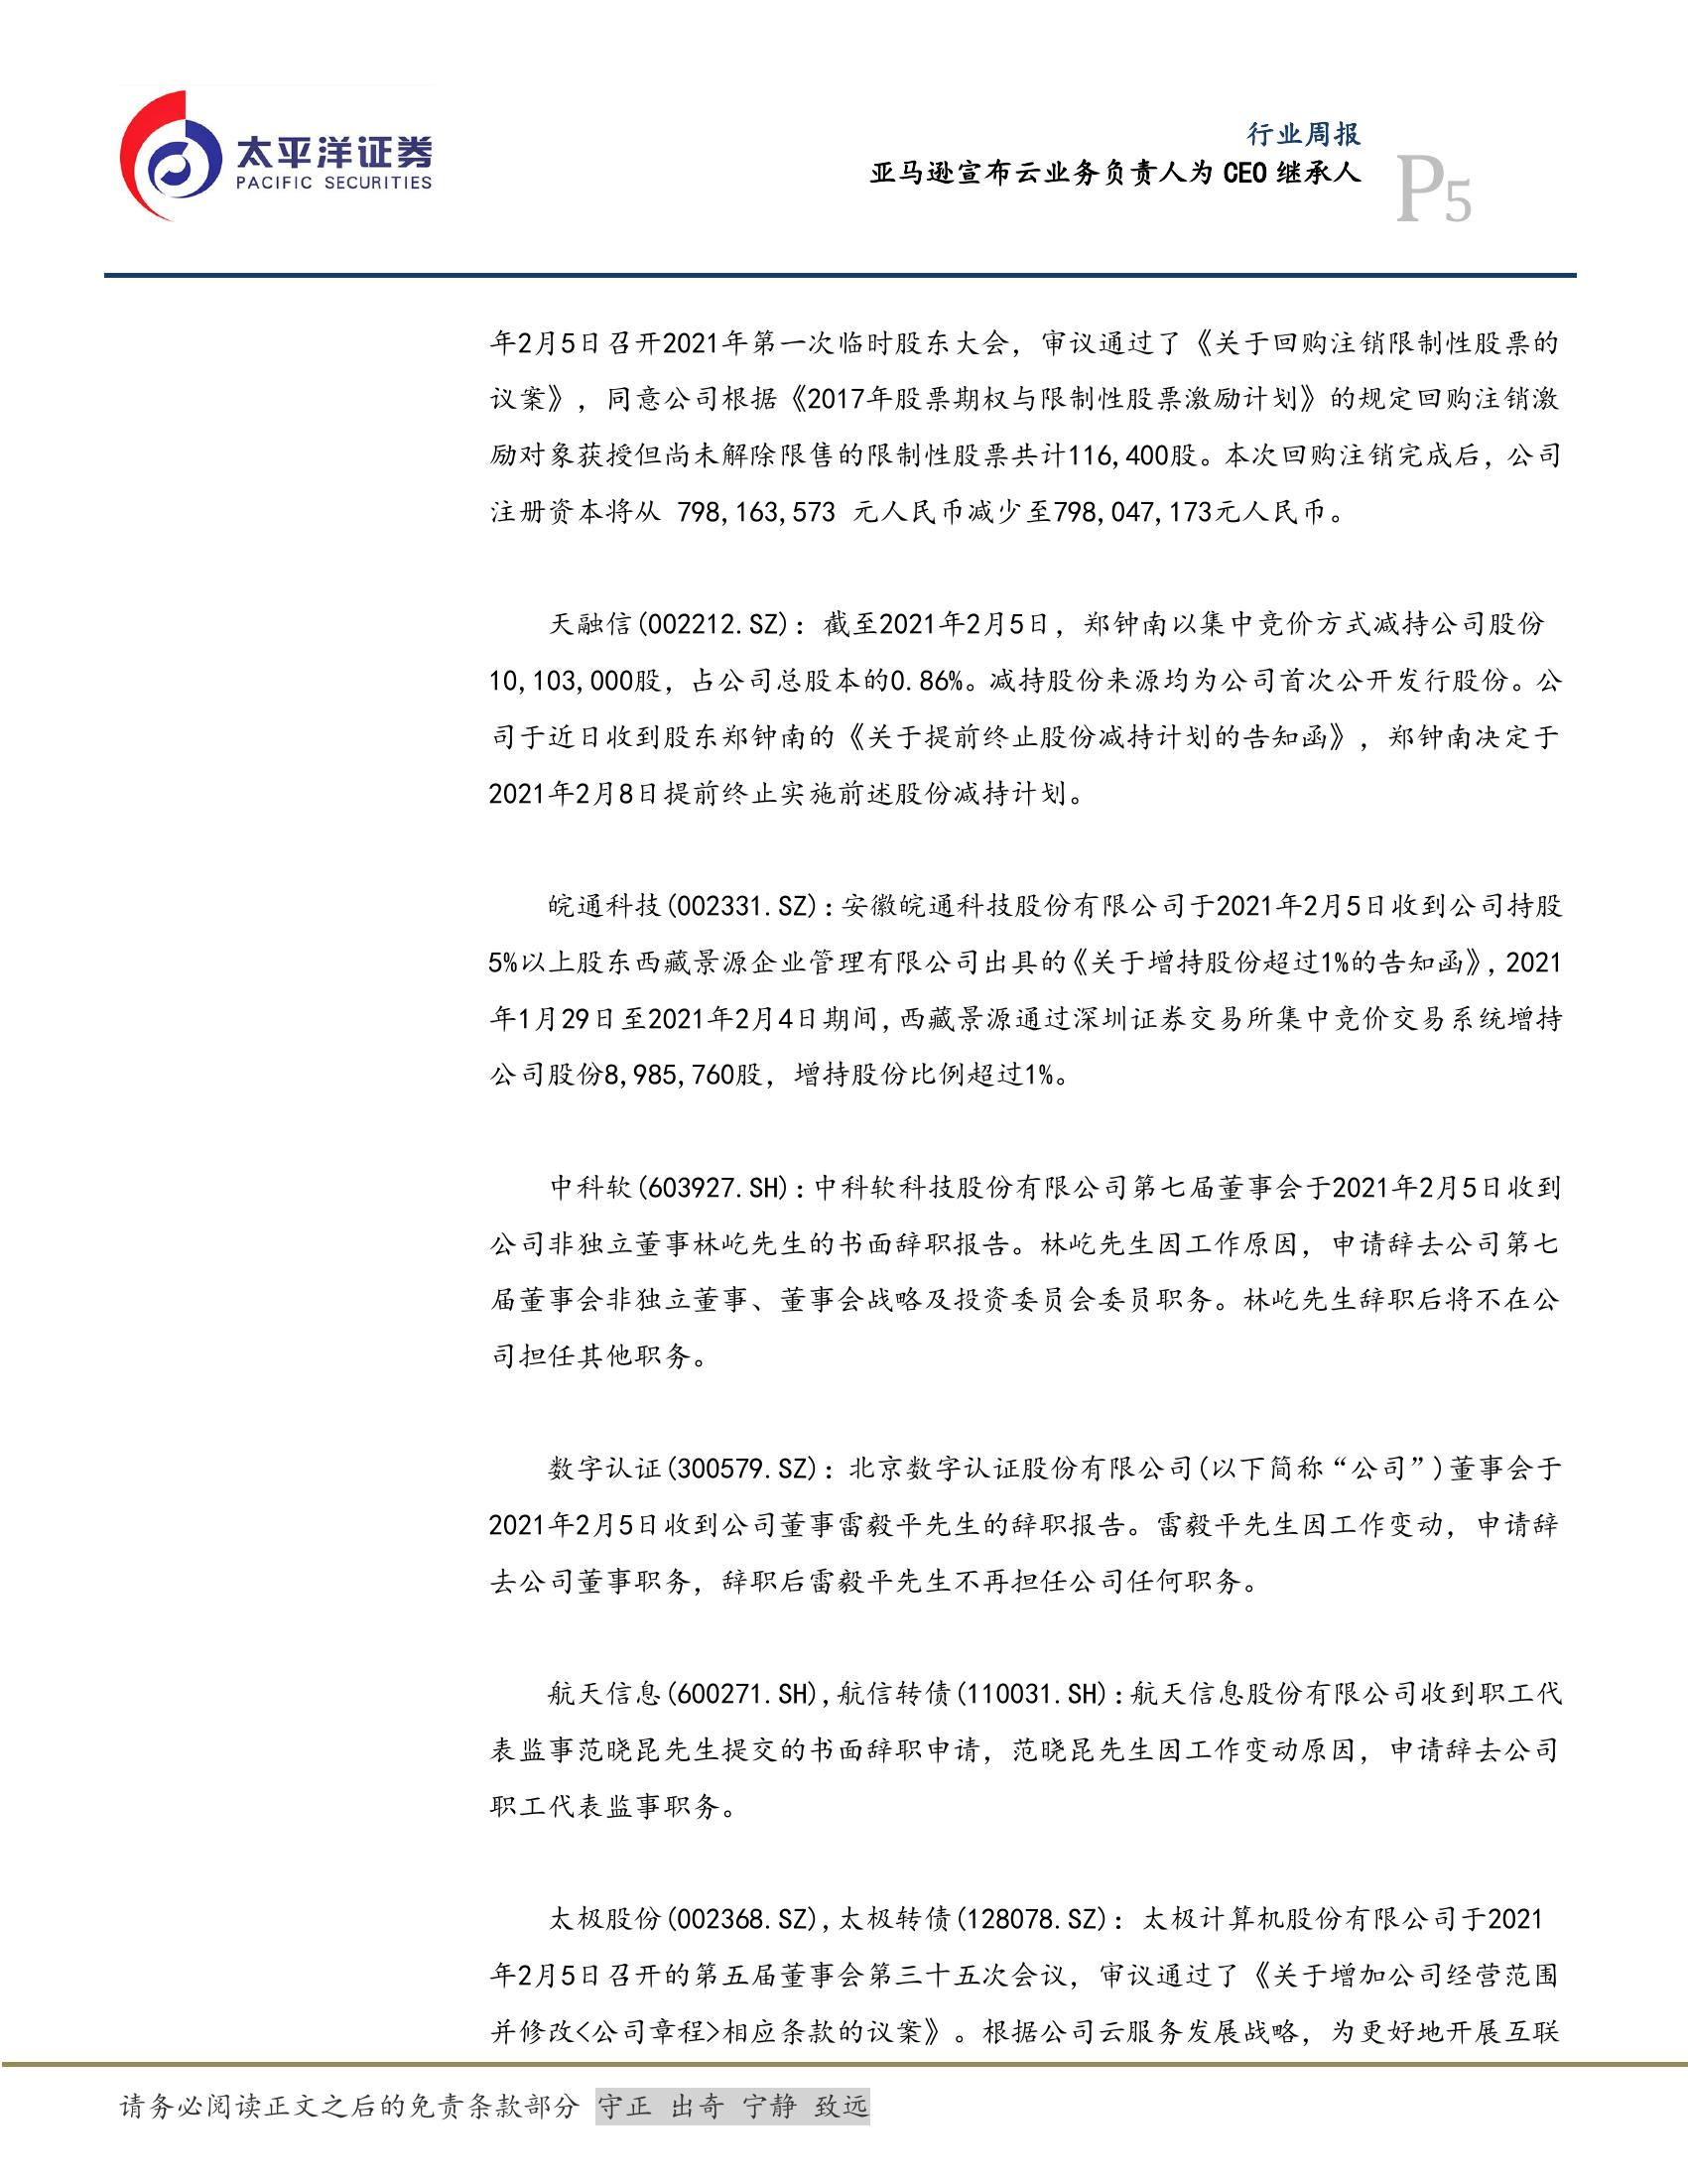 太平洋证券
PACIFIC SECURITIES
行业周报
亚马逊宣布云业务负责人为 CEO 继承人
P5
年2月5日召开2021年第一次临时股东大会，审议通过了《关于回购注销限制性股票的
议案》，同意公司根据《2017年股票期权与限制性股票激励计划》的规定回购注销激
励对象获授但尚未解除限售的限制性股票共计116,400股。本次回购注销完成后，公司
注册资本将从 798,163,573 元人民币减少至798,047,173元人民币。
天融信(002212.SZ)：截至2021年2月5日，郑钟南以集中竞价方式减持公司股份
10,103,000股，占公司总股本的0.86%。减持股份来源均为公司首次公开发行股份。公
司于近日收到股东郑钟南的《关于提前终止股份减持计划的告知函》，郑钟南决定于
2021年2月8日提前终止实施前述股份减持计划。
皖通科技(002331.SZ):安徽皖通科技股份有限公司于2021年2月5日收到公司持股
5%以上股东西藏景源企业管理有限公司出具的《关于增持股份超过1%的告知函》,2021
年1月29日至2021年2月4日期间,西藏景源通过深圳证券交易所集中竞价交易系统增持
公司股份8,985,760股，增持股份比例超过1%。
中科软(603927.SH):中科软科技股份有限公司第七届董事会于2021年2月5日收到
公司非独立董事林屹先生的书面辞职报告。林屹先生因工作原因，申请辞去公司第七
届董事会非独立董事、董事会战略及投资委员会委员职务。林屹先生辞职后将不在公
司担任其他职务。
数字认证(300579.SZ)：北京数字认证股份有限公司(以下简称“公司”)董事会于
2021年2月5日收到公司董事雷毅平先生的辞职报告。雷毅平先生因工作变动，申请辞
去公司董事职务，辞职后雷毅平先生不再担任公司任何职务。
航天信息(600271.SH),航信转债(110031.SH):航天信息股份有限公司收到职工代
表监事范晓昆先生提交的书面辞职申请，范晓昆先生因工作变动原因，申请辞去公司
职工代表监事职务。
太极股份(002368.SZ),太极转债(128078.SZ)：太极计算机股份有限公司于2021
年2月5日召开的第五届董事会第三十五次会议，审议通过了《关于增加公司经营范围
并修改<公司章程>相应条款的议案》。根据公司云服务发展战略，为更好地开展互联
请务必阅读正文之后的免责条款部分 守正 出奇 宁静 致远